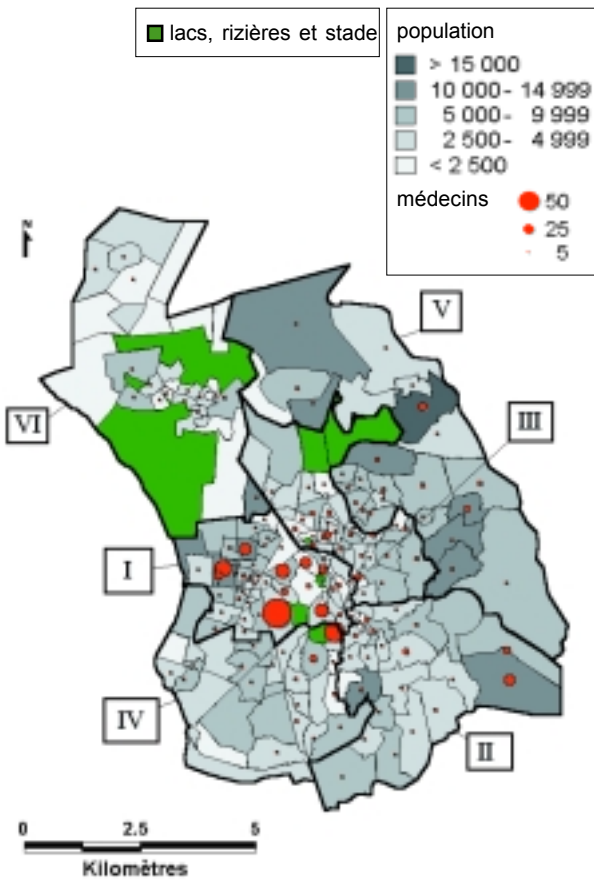 lacs, rizières et stade
population
> 15 000
10 000 - 14 999
5 000 - 9 999
2 500 - 4 999
< 2 500
médecins
50
25
5
N
V
III
VI
I
IV
II
0 2.5 5
Kilomètres